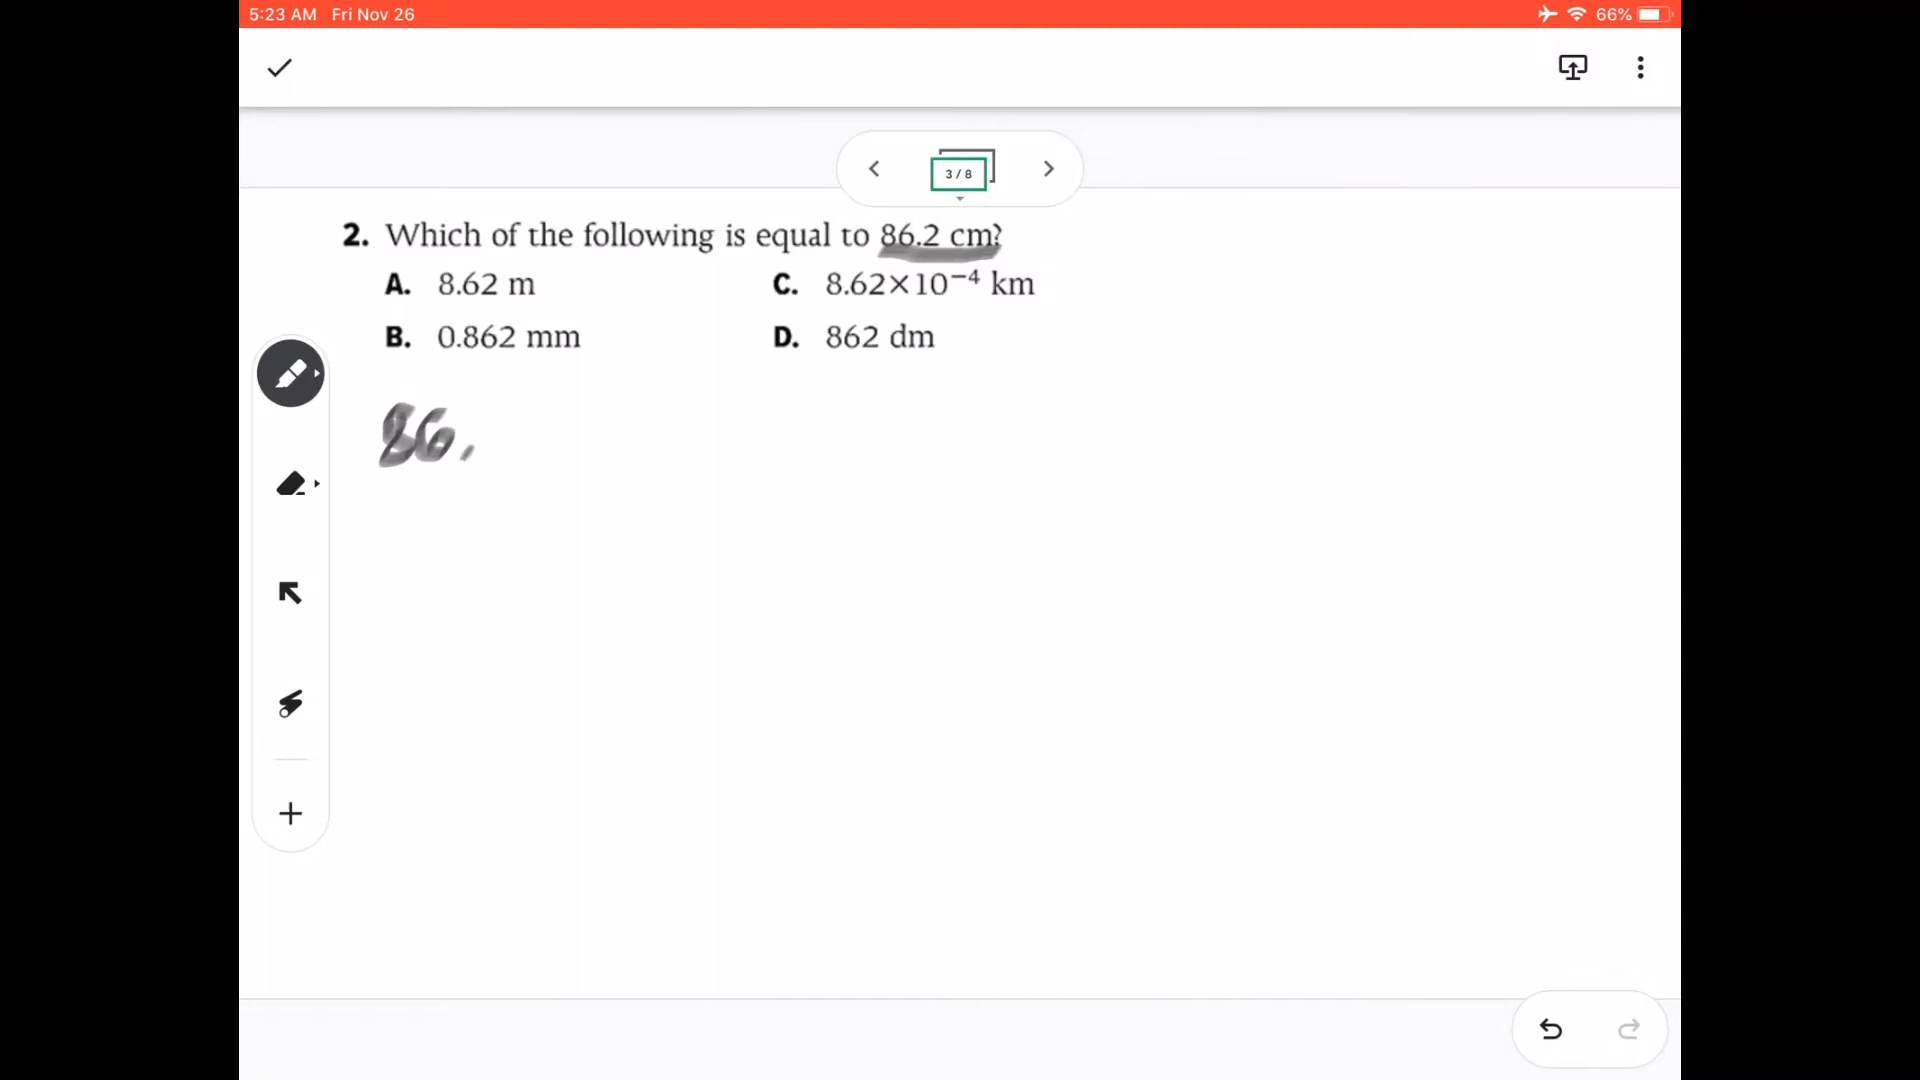 5:23 AM Fri Nov 26 66%
3 / 8
2. Which of the following is equal to 86.2 cm?
A. 8.62 m C. 8.62×10⁻⁴ km
B. 0.862 mm D. 862 dm
86.